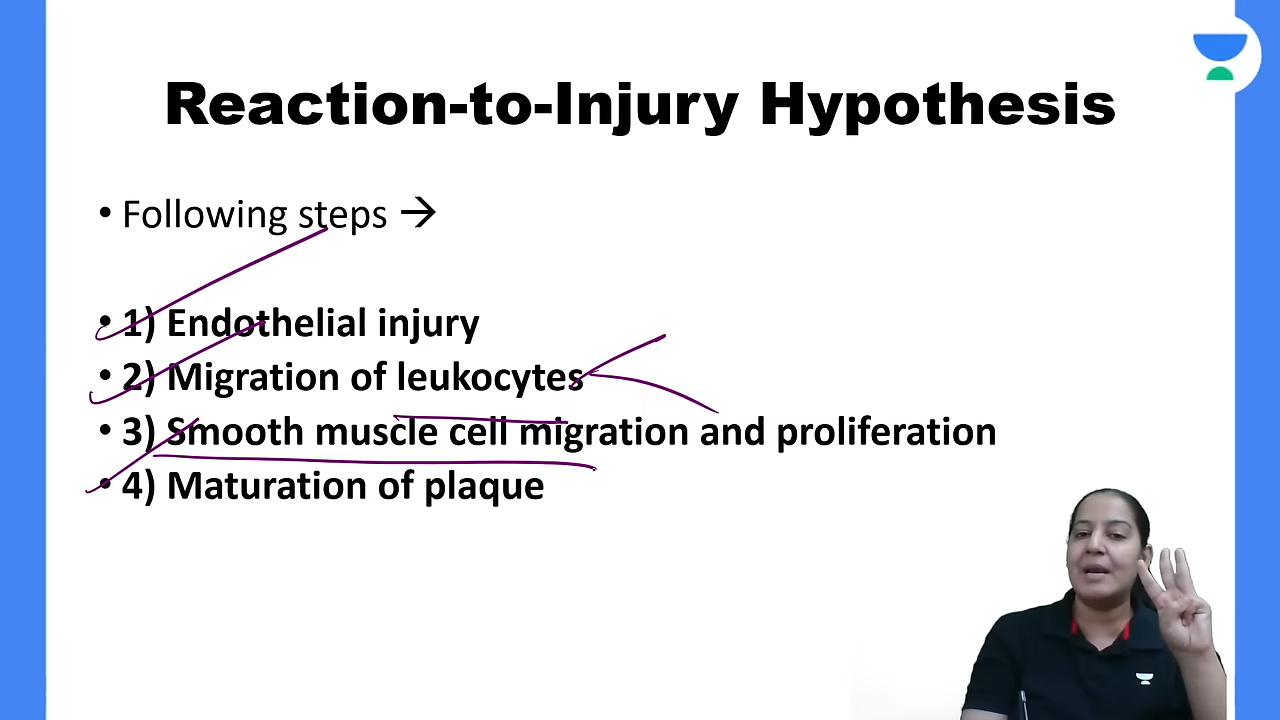 Reaction-to-Injury Hypothesis
• Following steps →
• 1) Endothelial injury
• 2) Migration of leukocytes
• 3) Smooth muscle cell migration and proliferation
• 4) Maturation of plaque